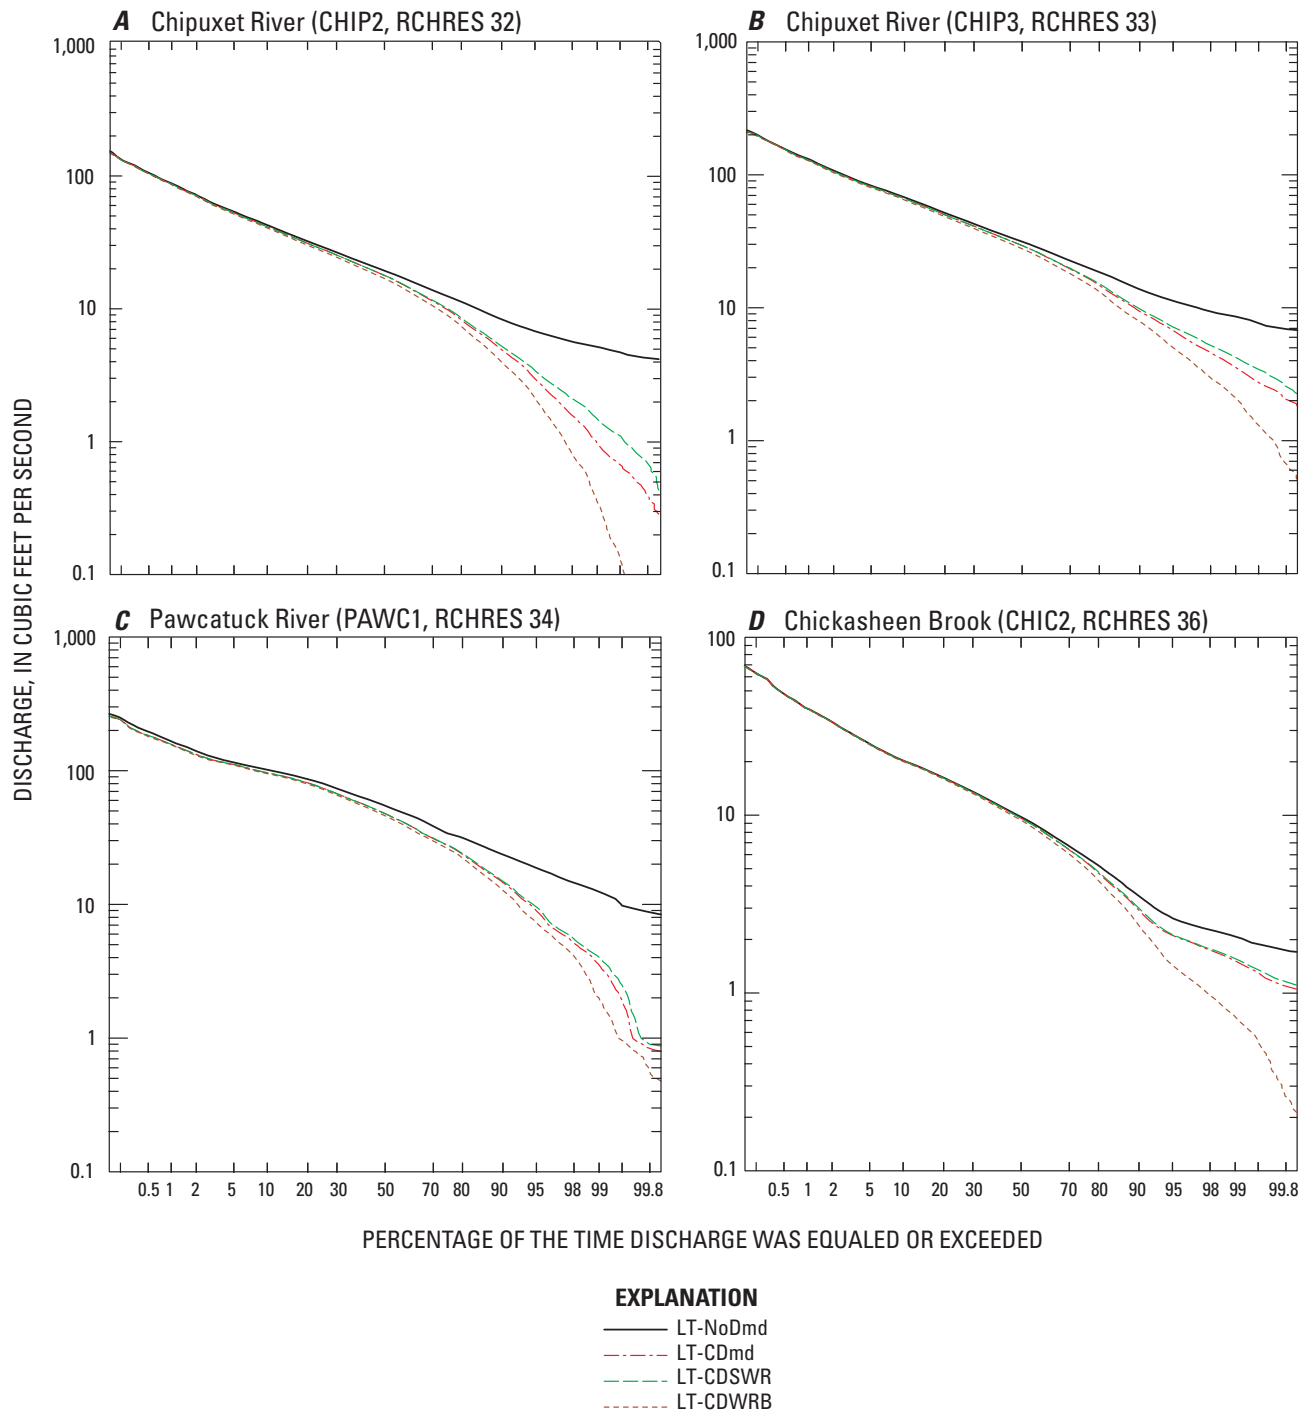 A Chipuxet River (CHIP2, RCHRES 32)
1,000
100
10
1
0.1
B Chipuxet River (CHIP3, RCHRES 33)
1,000
100
10
1
0.1
DISCHARGE, IN CUBIC FEET PER SECOND
C Pawcatuck River (PAWC1, RCHRES 34)
1,000
100
10
1
0.1
0.5 1 2 5 10 20 30 50 70 80 90 95 98 99 99.8
D Chickasheen Brook (CHIC2, RCHRES 36)
100
10
1
0.1
0.5 1 2 5 10 20 30 50 70 80 90 95 98 99 99.8
PERCENTAGE OF THE TIME DISCHARGE WAS EQUALED OR EXCEEDED
EXPLANATION
LT-NoDmd
LT-CDmd
LT-CDSWR
LT-CDWRB